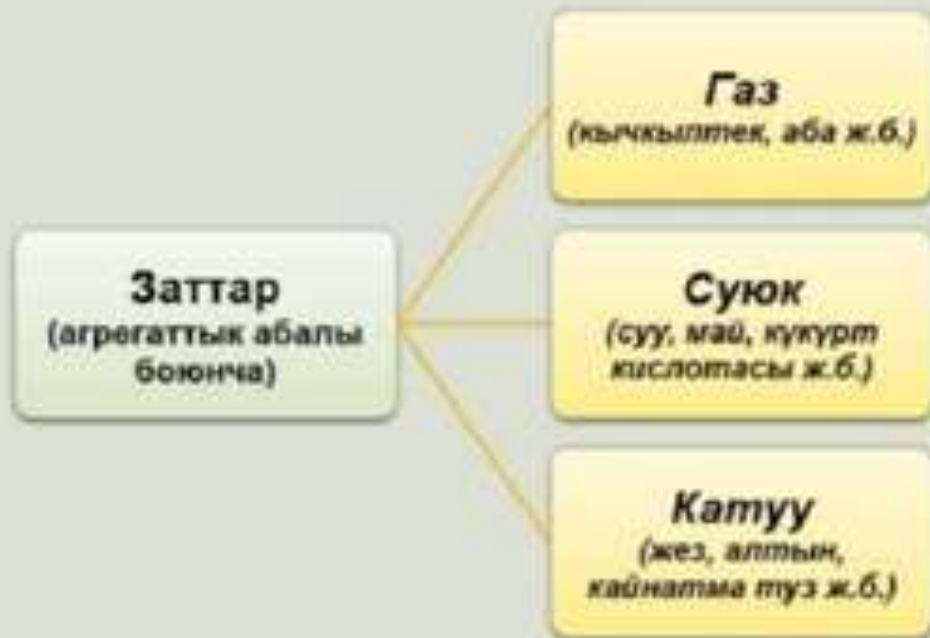 Заттар
(агрегаттык абалы
боюнча)
Газ
(кычкылтек, аба ж.б.)
Суюк
(суу, май, күкүрт
кислотасы ж.б.)
Катуу
(жез, алтын,
кайнатма туз ж.б.)